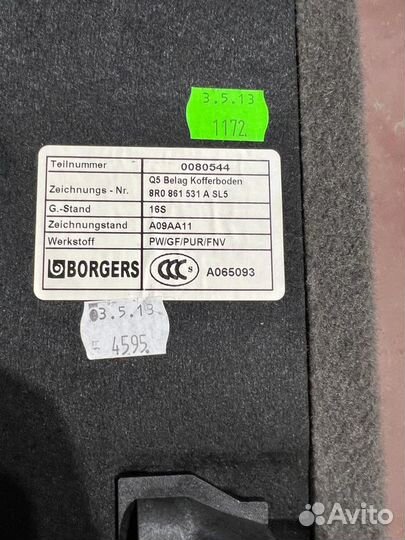 3.5.13
1172
Teilnummer 0080544
Zeichnungs - Nr. Q5 Belag Kofferboden
8R0 861 531 A SL5
G.-Stand 16S
Zeichnungstand A09AA11
Werkstoff PW/GF/PUR/FNV
BORGERS CCC S A065093
3.5.13
4595.
Avito